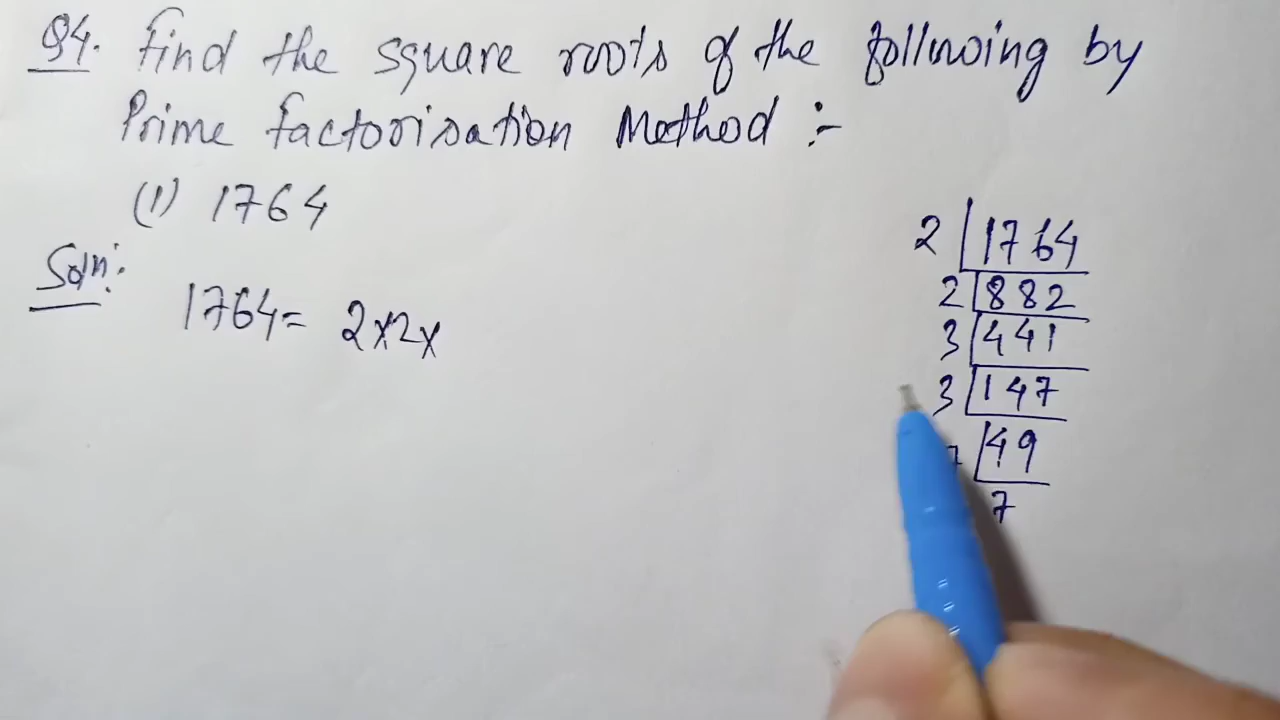 Q4. Find the square roots of the following by
Prime factorisation Method :-
(1) 1764
Soln:
1764 = 2×2×
2 | 1764
2 | 882
3 | 441
3 | 147
49
7